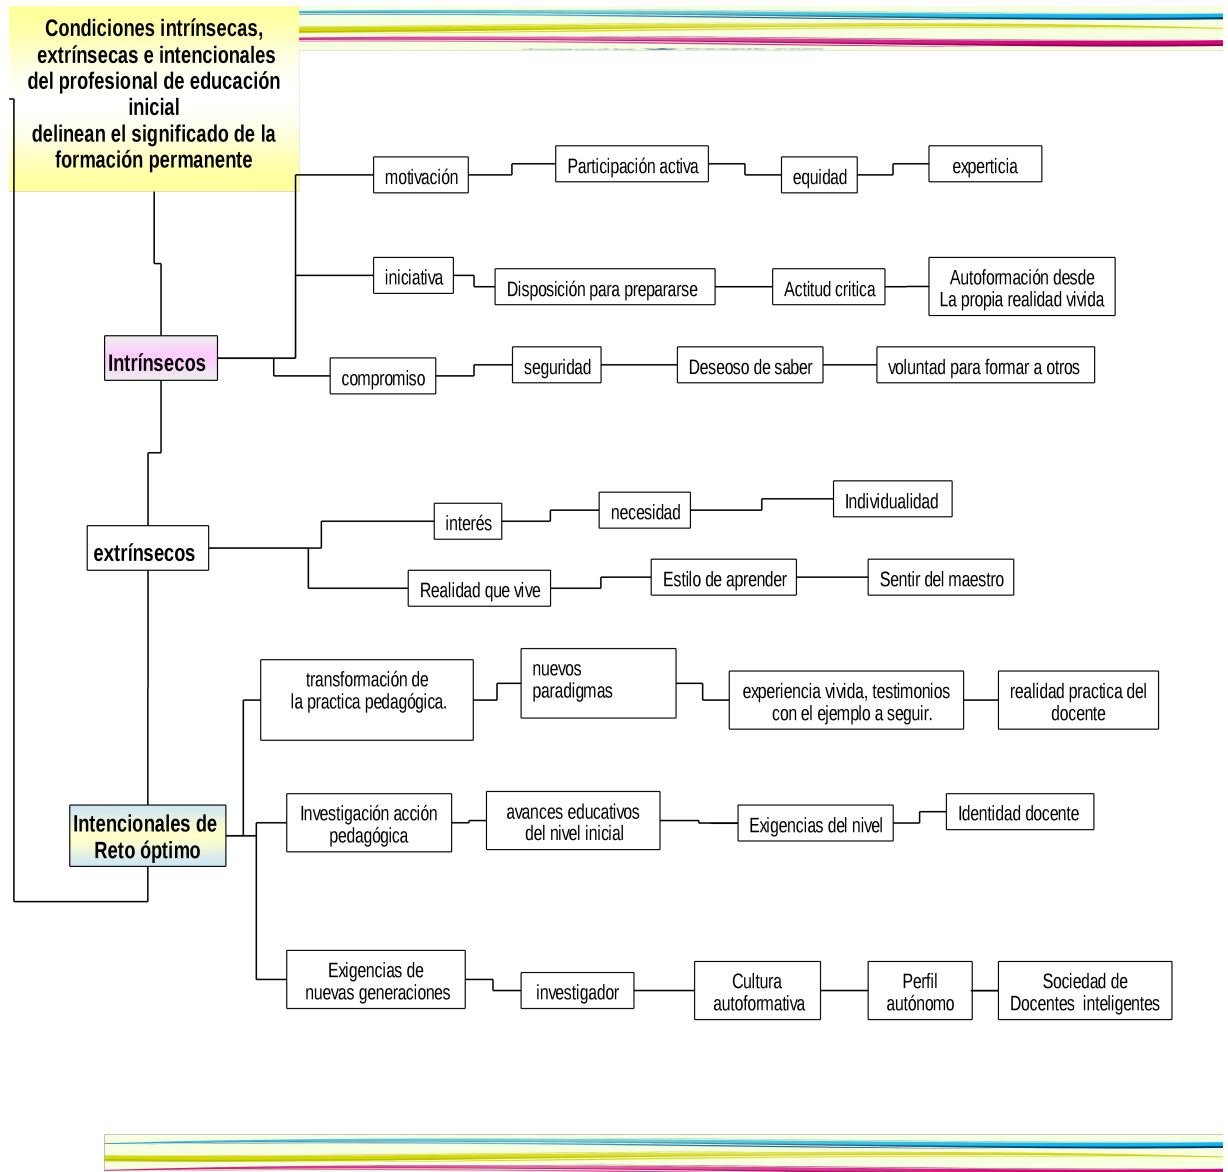 Condiciones intrínsecas,
extrínsecas e intencionales
del profesional de educación
inicial
delinean el significado de la
formación permanente
motivación
Participación activa
equidad
experticia
iniciativa
Disposición para prepararse
Actitud critica
Autoformación desde
La propia realidad vivida
Intrínsecos
compromiso
seguridad
Deseoso de saber
voluntad para formar a otros
extrínsecos
interés
necesidad
Individualidad
Realidad que vive
Estilo de aprender
Sentir del maestro
transformación de
la practica pedagógica.
nuevos
paradigmas
experiencia vivida, testimonios
con el ejemplo a seguir.
realidad practica del
docente
Intencionales de
Reto óptimo
Investigación acción
pedagógica
avances educativos
del nivel inicial
Exigencias del nivel
Identidad docente
Exigencias de
nuevas generaciones
investigador
Cultura
autoformativa
Perfil
autónomo
Sociedad de
Docentes inteligentes